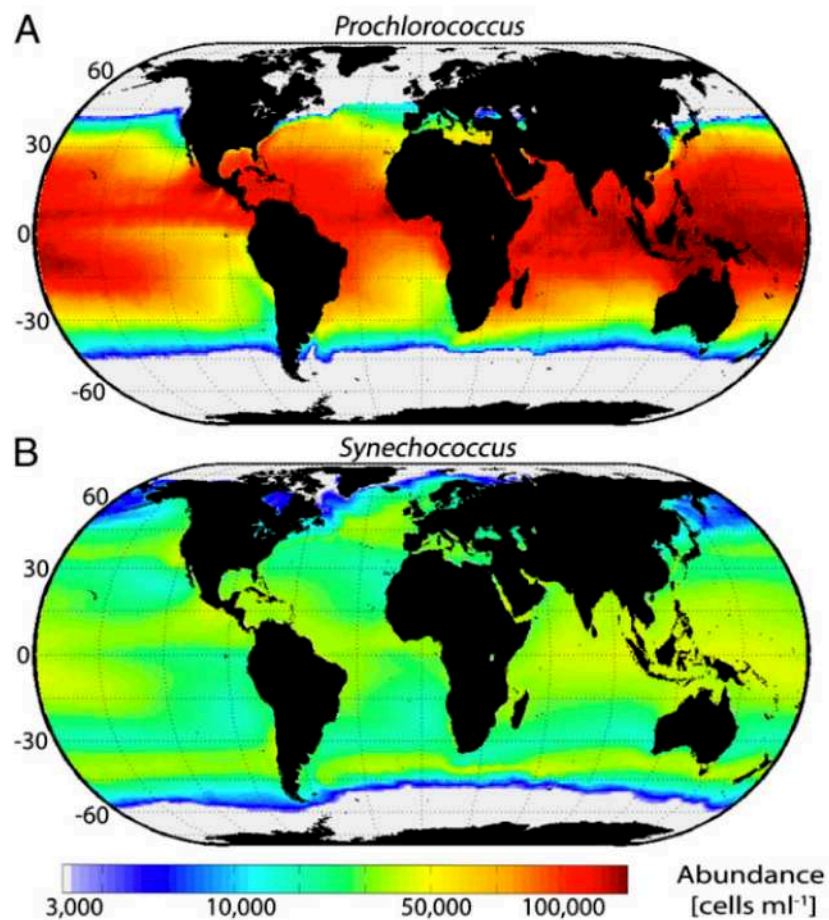 A
Prochlorococcus
60
30
0
-30
-60
B
Synechococcus
60
30
0
-30
-60
3,000 10,000 50,000 100,000
Abundance
[cells ml⁻¹]